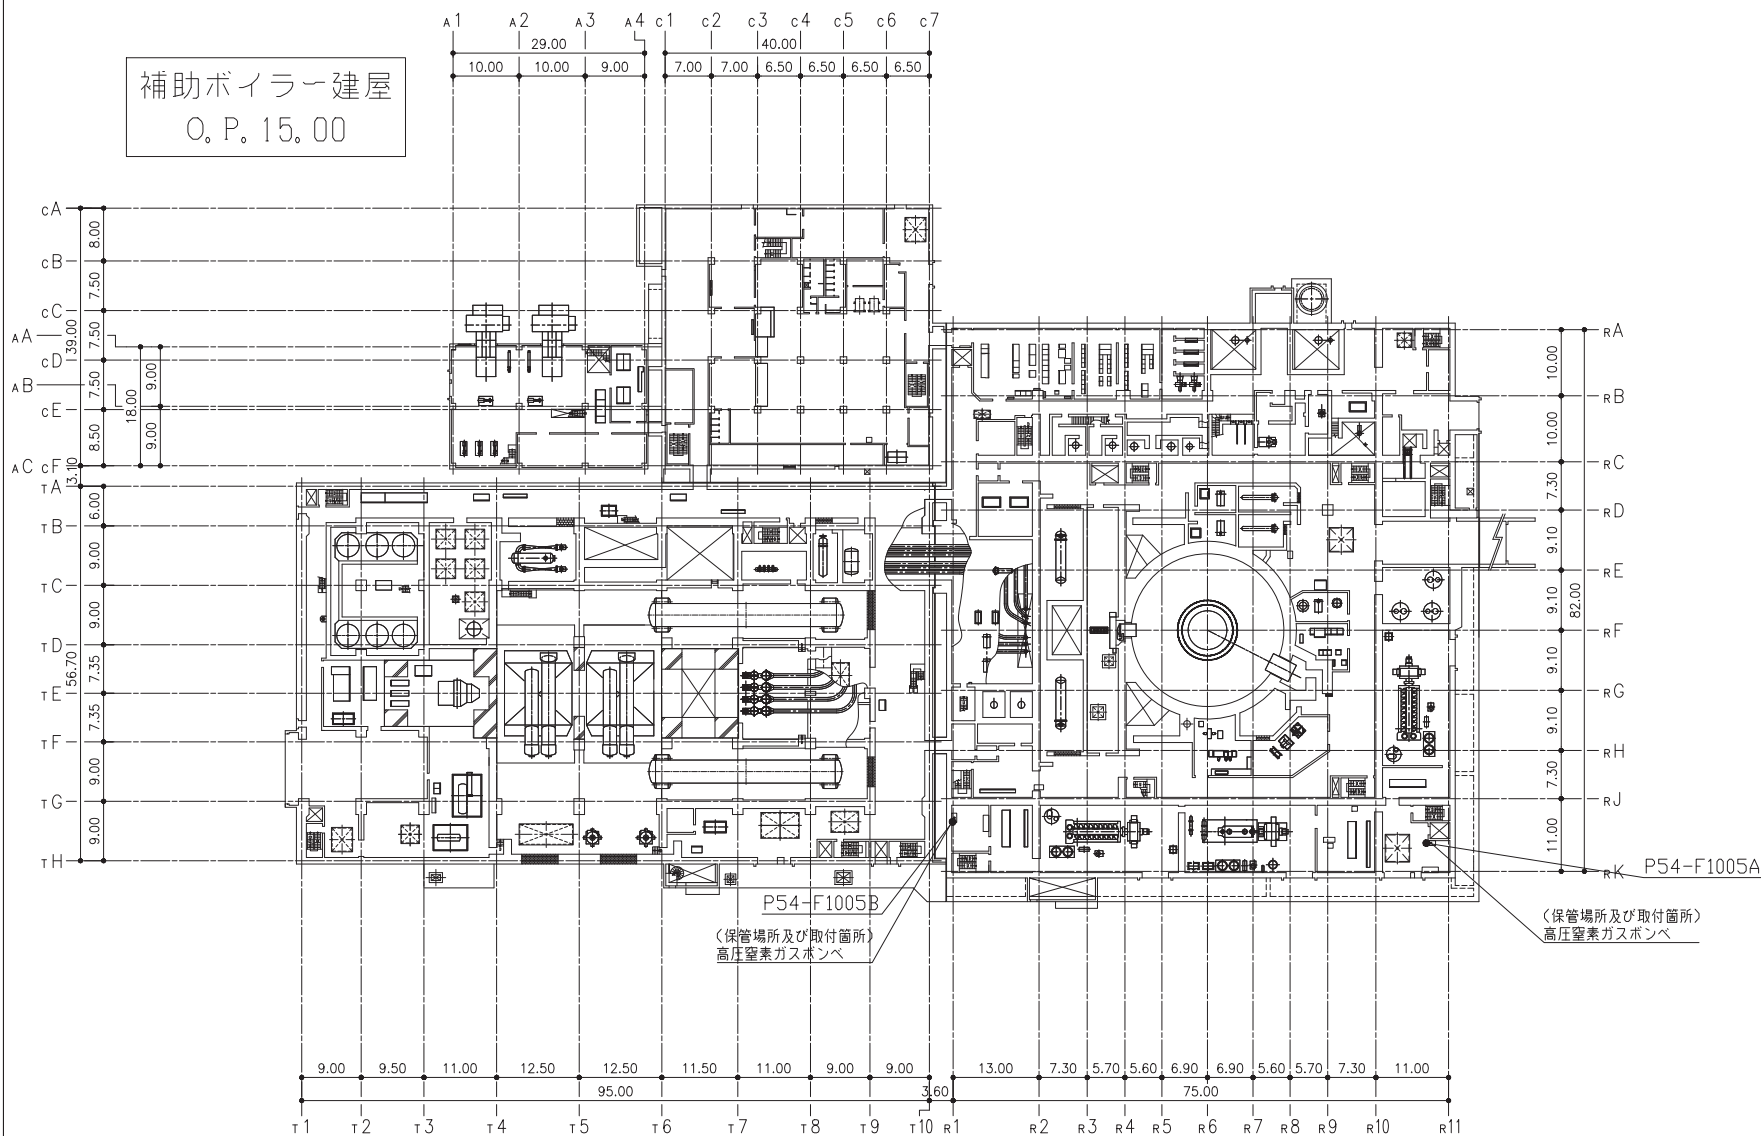 A1 A2 A3 A4 c1 c2 c3 c4 c5 c6 c7
29.00 40.00
10.00 10.00 9.00 7.00 7.00 6.50 6.50 6.50 6.50
補助ボイラー建屋
O.P.15.00
cA
8.00
cB
7.50
cC
AA 39.00 7.50
cD
AB 7.50 18.00 9.00
cE
8.50 9.00
AC cF
3.10
TA
6.00
TB
9.00
TC
9.00
TD
56.70 7.35
TE
7.35
TF
9.00
TG
9.00
TH
RA
10.00
RB
10.00
RC
7.30
RD
9.10
RE
9.10 82.00
RF
9.10
RG
9.10
RH
7.30
RJ
11.00
RK
P54-F1005A
(保管場所及び取付箇所)
高圧窒素ガスボンベ
P54-F1005B
(保管場所及び取付箇所)
高圧窒素ガスボンベ
9.00 9.50 11.00 12.50 12.50 11.50 11.00 9.00 9.00 13.00 7.30 5.70 5.60 6.90 6.90 5.60 5.70 7.30 11.00
95.00 3.60 75.00
T1 T2 T3 T4 T5 T6 T7 T8 T9 T10 R1 R2 R3 R4 R5 R6 R7 R8 R9 R10 R11